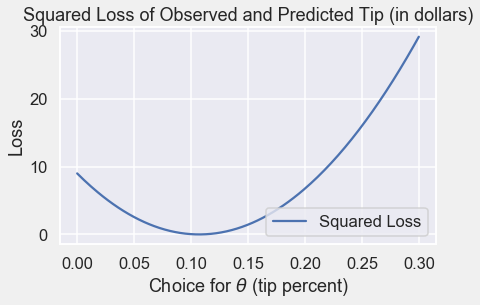 Squared Loss of Observed and Predicted Tip (in dollars)
30
20
10
0
Loss
Squared Loss
0.00 0.05 0.10 0.15 0.20 0.25 0.30
Choice for θ (tip percent)